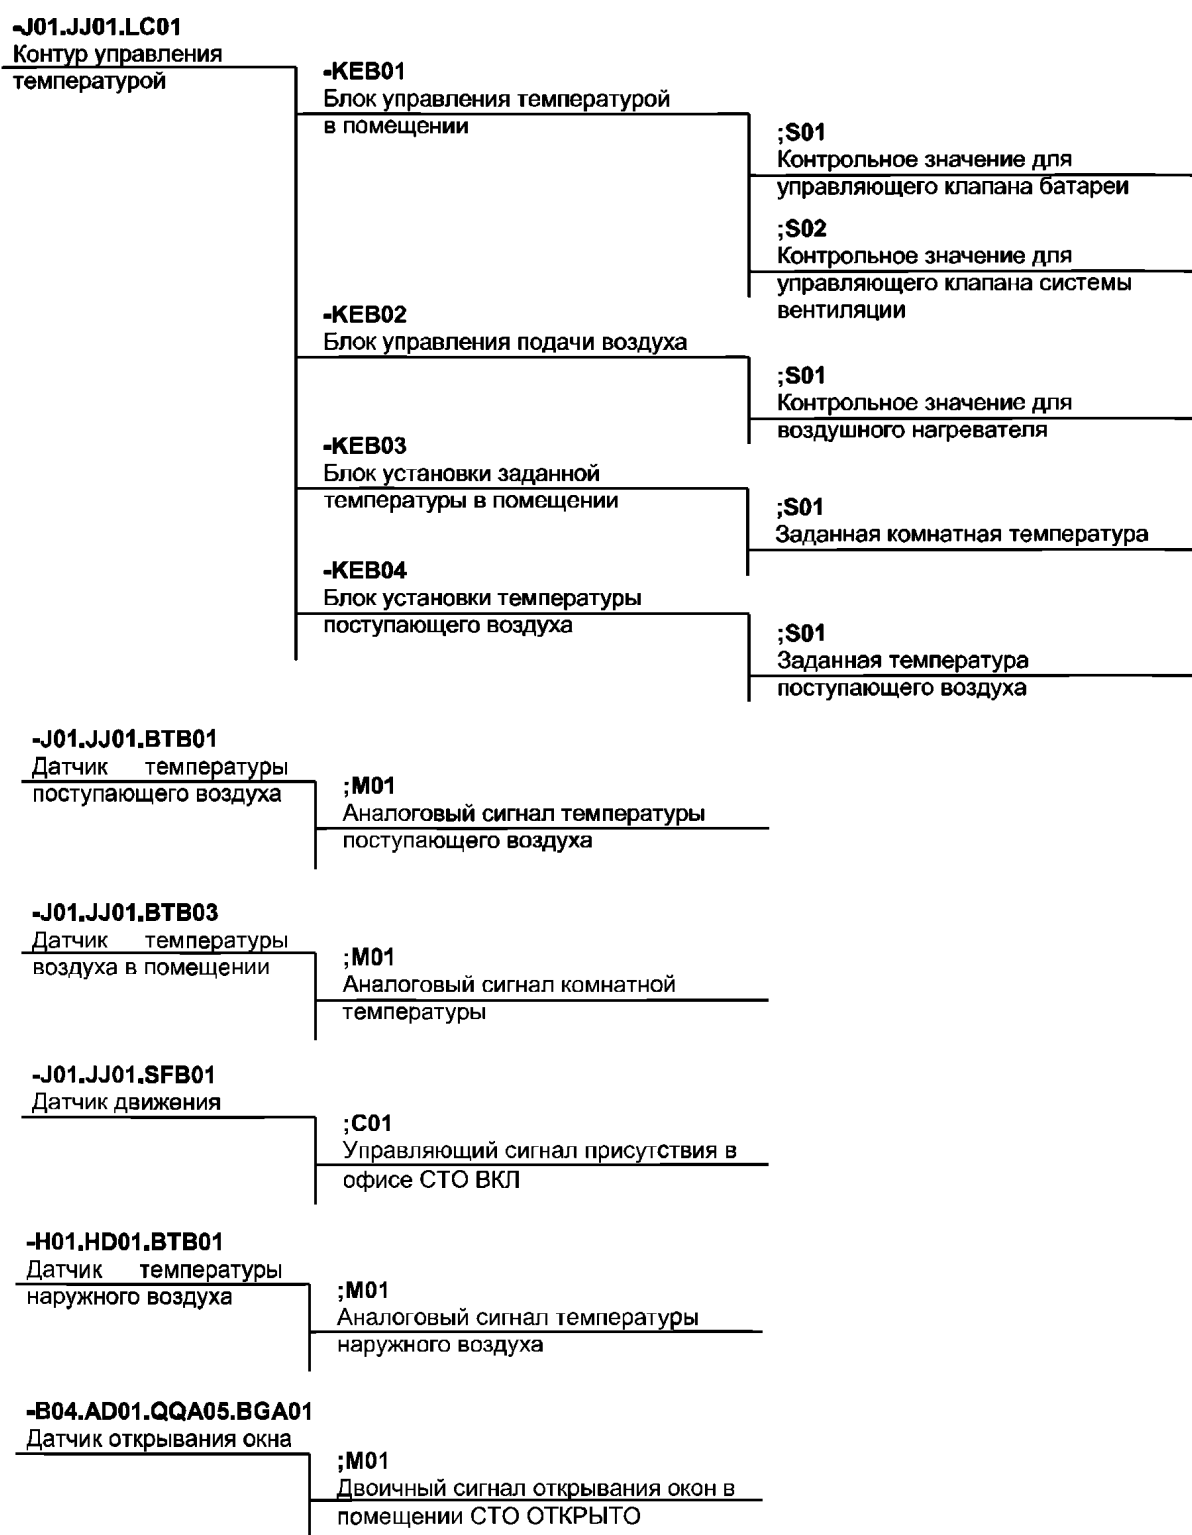 -J01.JJ01.LC01
Контур управления
температурой
-KEB01
Блок управления температурой
в помещении
;S01
Контрольное значение для
управляющего клапана батареи
;S02
Контрольное значение для
управляющего клапана системы
вентиляции
-KEB02
Блок управления подачи воздуха
;S01
Контрольное значение для
воздушного нагревателя
-KEB03
Блок установки заданной
температуры в помещении
;S01
Заданная комнатная температура
-KEB04
Блок установки температуры
поступающего воздуха
;S01
Заданная температура
поступающего воздуха
-J01.JJ01.BTB01
Датчик температуры
поступающего воздуха
;M01
Аналоговый сигнал температуры
поступающего воздуха
-J01.JJ01.BTB03
Датчик температуры
воздуха в помещении
;M01
Аналоговый сигнал комнатной
температуры
-J01.JJ01.SFB01
Датчик движения
;C01
Управляющий сигнал присутствия в
офисе СТО ВКЛ
-H01.HD01.BTB01
Датчик температуры
наружного воздуха
;M01
Аналоговый сигнал температуры
наружного воздуха
-B04.AD01.QQA05.BGA01
Датчик открывания окна
;M01
Двоичный сигнал открывания окон в
помещении СТО ОТКРЫТО